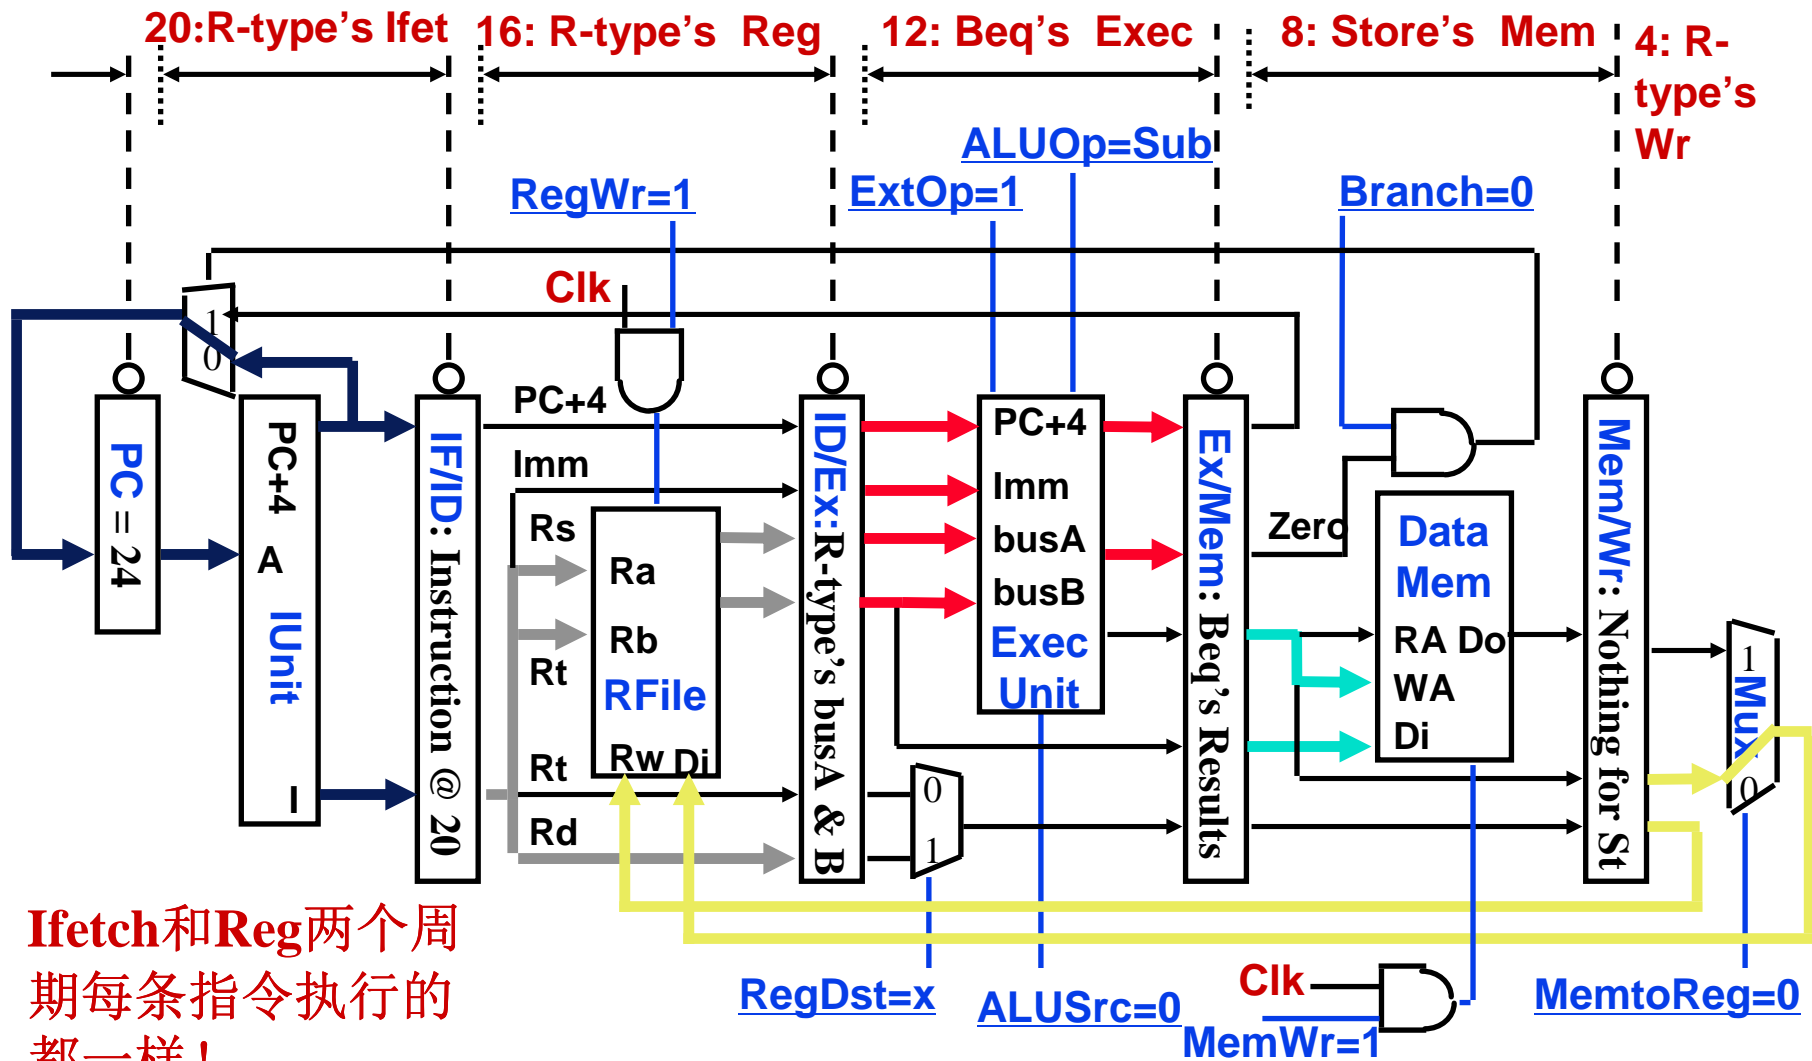 20:R-type's Ifet
16: R-type's Reg
12: Beq's Exec
8: Store's Mem
4: R-
type's
Wr
ALUOp=Sub
RegWr=1
ExtOp=1
Branch=0
Clk
1
0
PC = 24
PC+4
A
IUnit
I
IF/ID: Instruction @ 20
PC+4
Imm
Rs
Ra
Rb
Rt
RFile
Rw Di
Rt
Rd
ID/Ex:R-type's busA & B
PC+4
Imm
busA
busB
Exec
Unit
0
1
Ex/Mem: Beq's Results
Zero
Data
Mem
RA Do
WA
Di
Mem/Wr: Nothing for St
1
Mux
0
Ifetch和Reg两个周
期每条指令执行的
都一样！
RegDst=x
ALUSrc=0
Clk
MemWr=1
MemtoReg=0